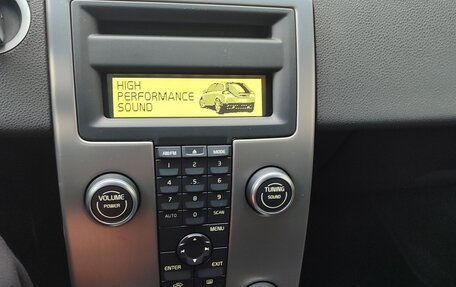 HIGH
PERFORMANCE
SOUND
AM/FM MODE
1 2 3
4 5 6
7 8 9
AUTO 0 SCAN
VOLUME
POWER
TUNING
SOUND
MENU
ENTER EXIT